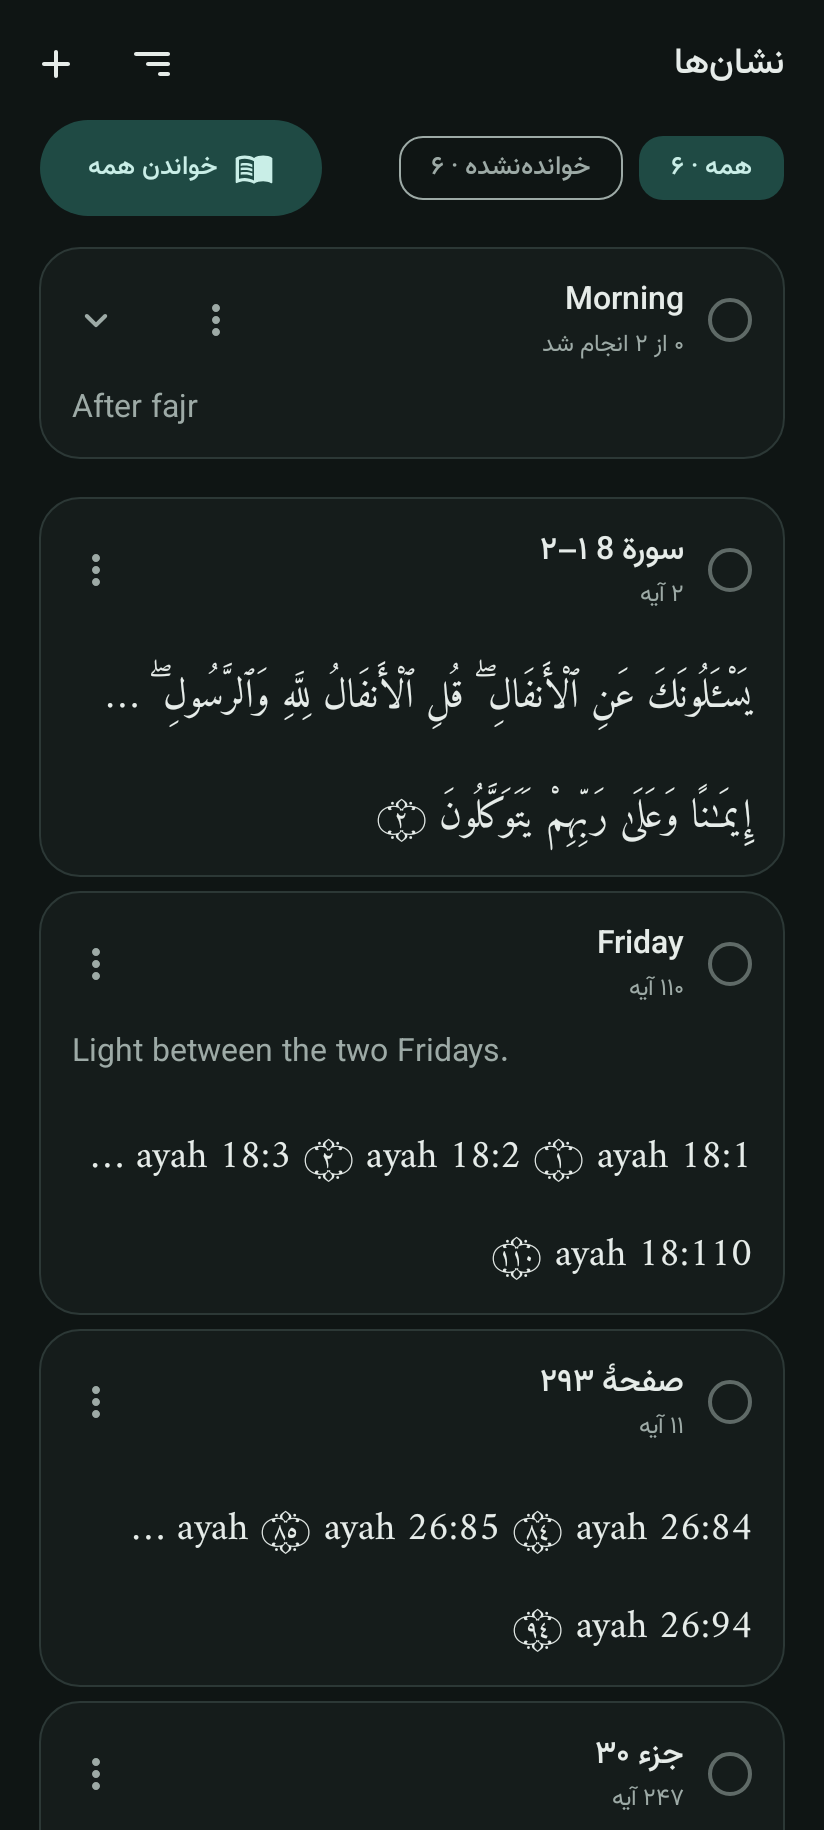 نشان‌ها
همه · ۶
خوانده‌نشده · ۶
خواندن همه
Morning
۰ از ۲ انجام شد
After fajr
سورة 8 ۱–۲
۲ آیه
يَسْـَٔلُونَكَ عَنِ ٱلْأَنفَالِ ۖ قُلِ ٱلْأَنفَالُ لِلَّهِ وَٱلرَّسُولِ ۖ ...
إِيمَـٰنًا وَعَلَىٰ رَبِّهِمْ يَتَوَكَّلُونَ ٢
Friday
۱۱۰ آیه
Light between the two Fridays.
ayah 18:1 ١ ayah 18:2 ٢ ayah 18:3 ...
ayah 18:110 ١١٠
صفحهٔ ۲۹۳
۱۱ آیه
ayah 26:84 ٨٤ ayah 26:85 ٨٥ ayah ...
ayah 26:94 ٩٤
جزء ۳۰
۲۴۷ آیه